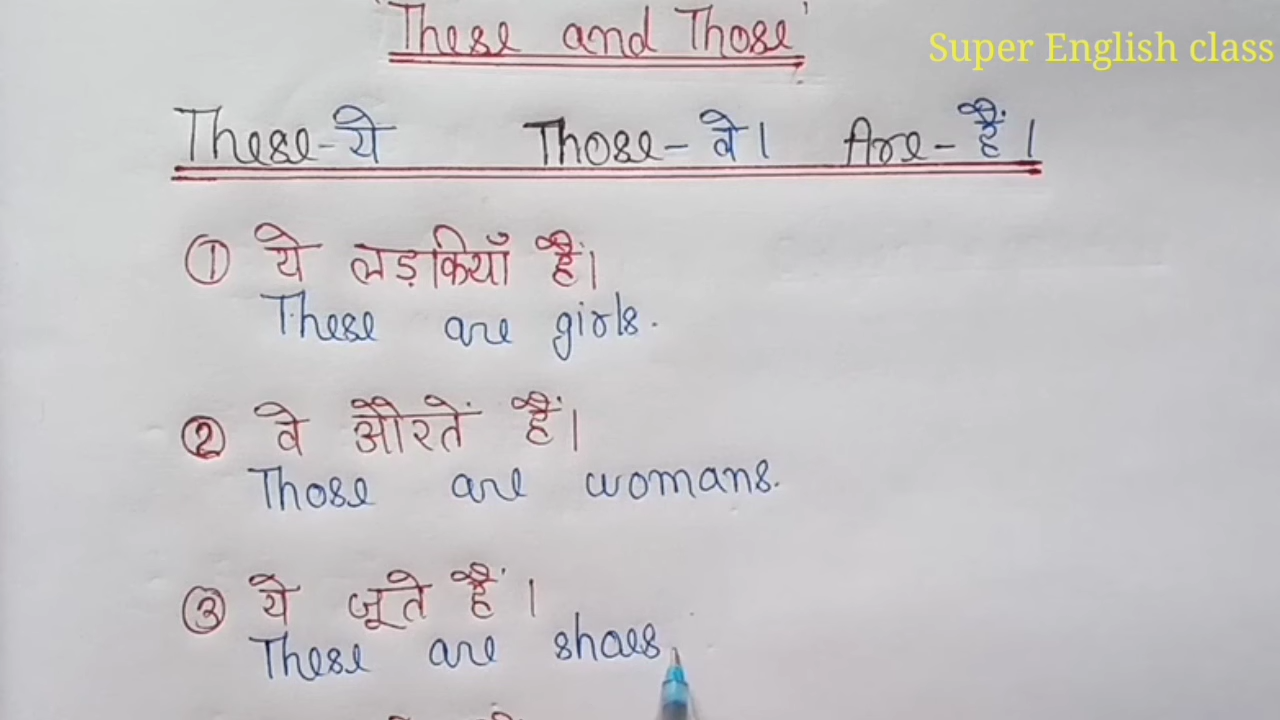 'These and Those'
Super English class
These - ये Those - वे। Are - हैं।
① ये लड़कियाँ हैं।
These are girls.
② वे औरतें हैं।
Those are womans.
③ ये जूते हैं।
These are shoes